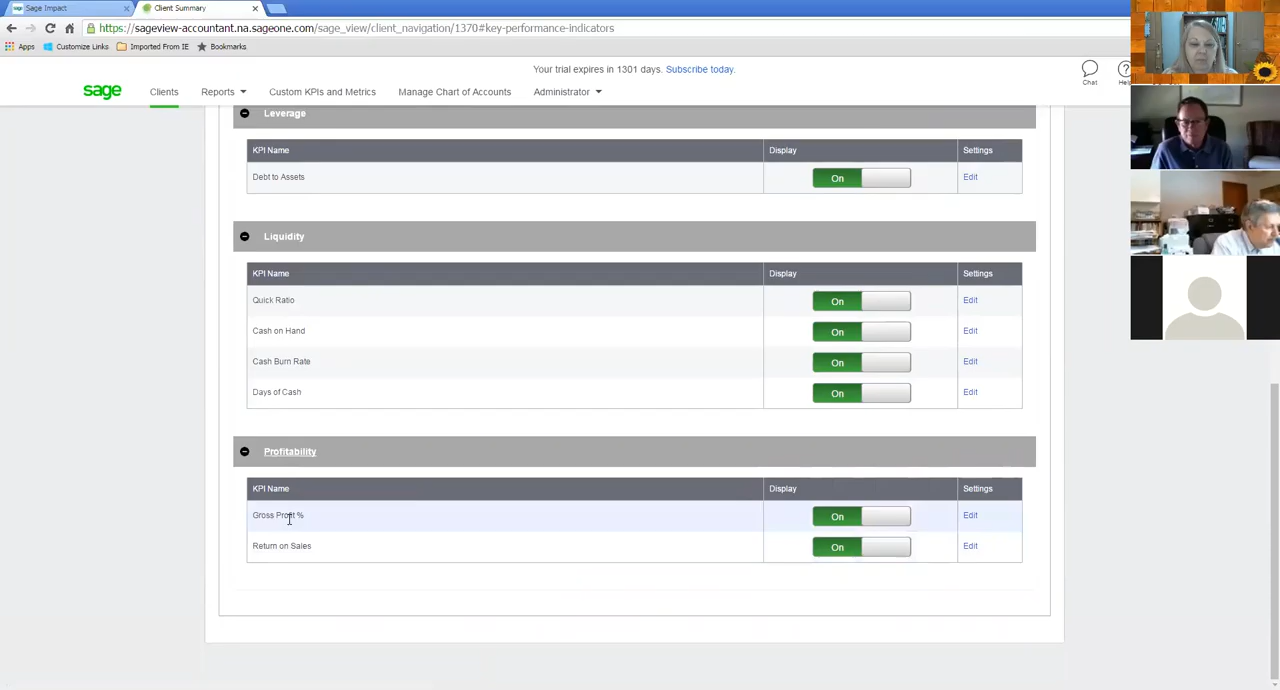 Sage Impact
Client Summary
https://sageview-accountant.na.sageone.com/sage_view/client_navigation/1370#key-performance-indicators
Apps Customize Links Imported From IE Bookmarks
Your trial expires in 1301 days. Subscribe today.
sage Clients Reports Custom KPIs and Metrics Manage Chart of Accounts Administrator
Chat Help
Leverage
KPI Name Display Settings
Debt to Assets On Edit
Liquidity
KPI Name Display Settings
Quick Ratio On Edit
Cash on Hand On Edit
Cash Burn Rate On Edit
Days of Cash On Edit
Profitability
KPI Name Display Settings
Gross Profit % On Edit
Return on Sales On Edit